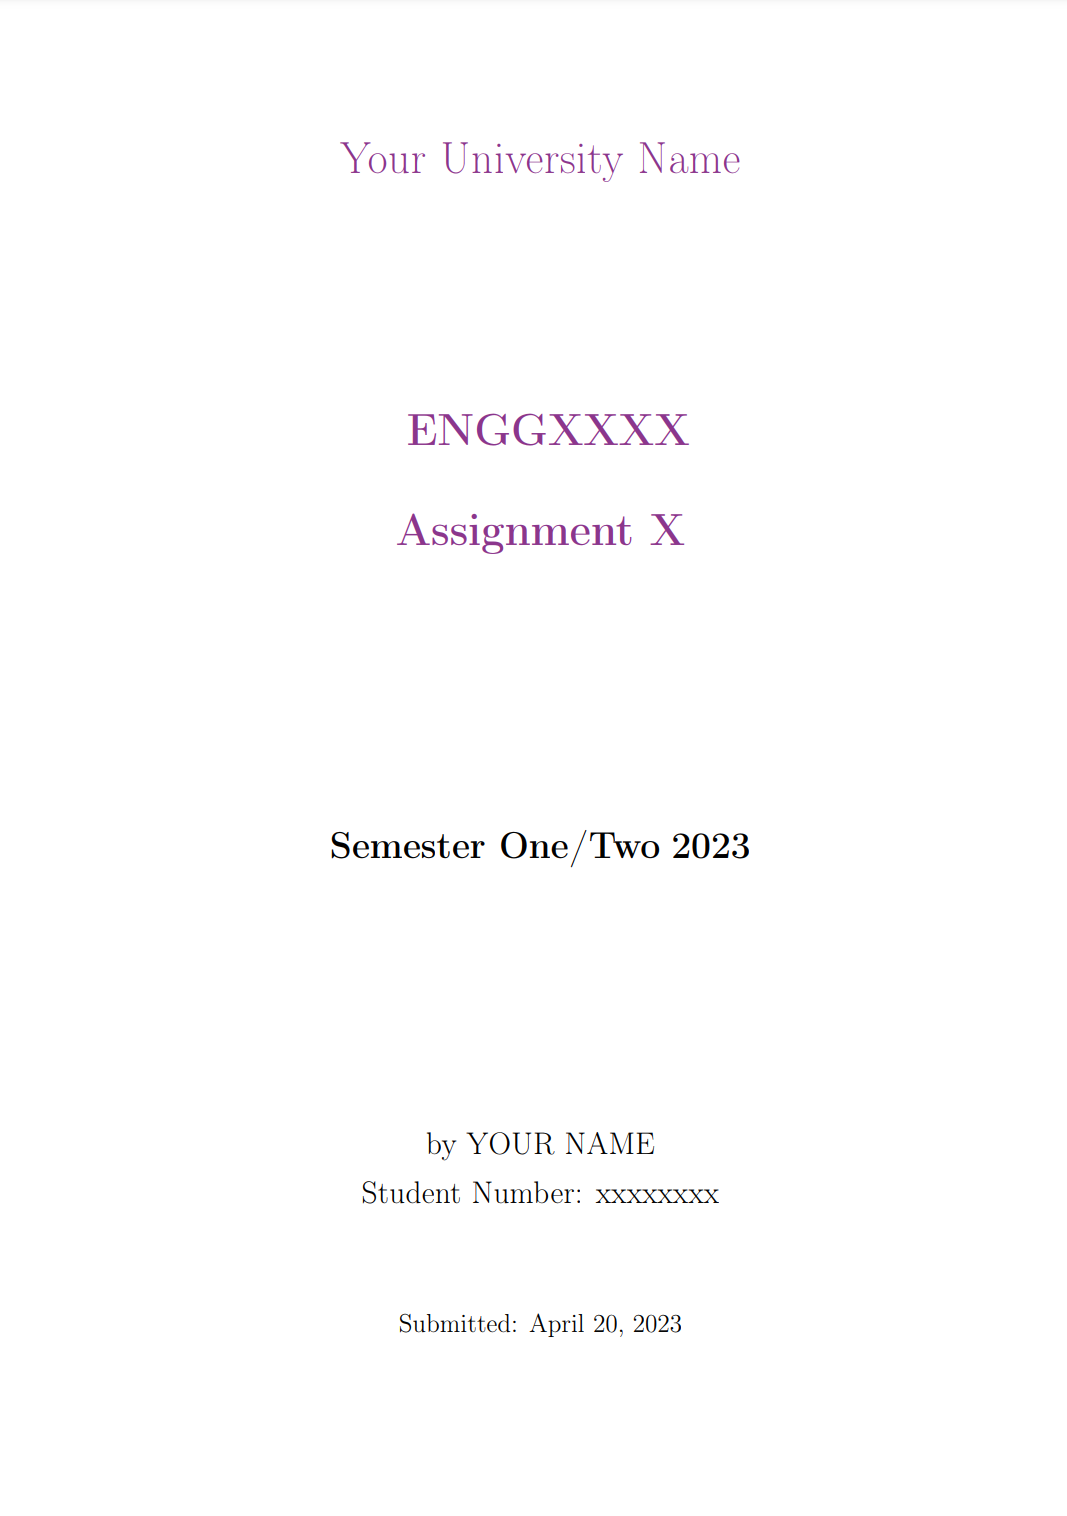 Your University Name
ENGGXXXX
Assignment X
Semester One/Two 2023
by YOUR NAME
Student Number: xxxxxxxx
Submitted: April 20, 2023